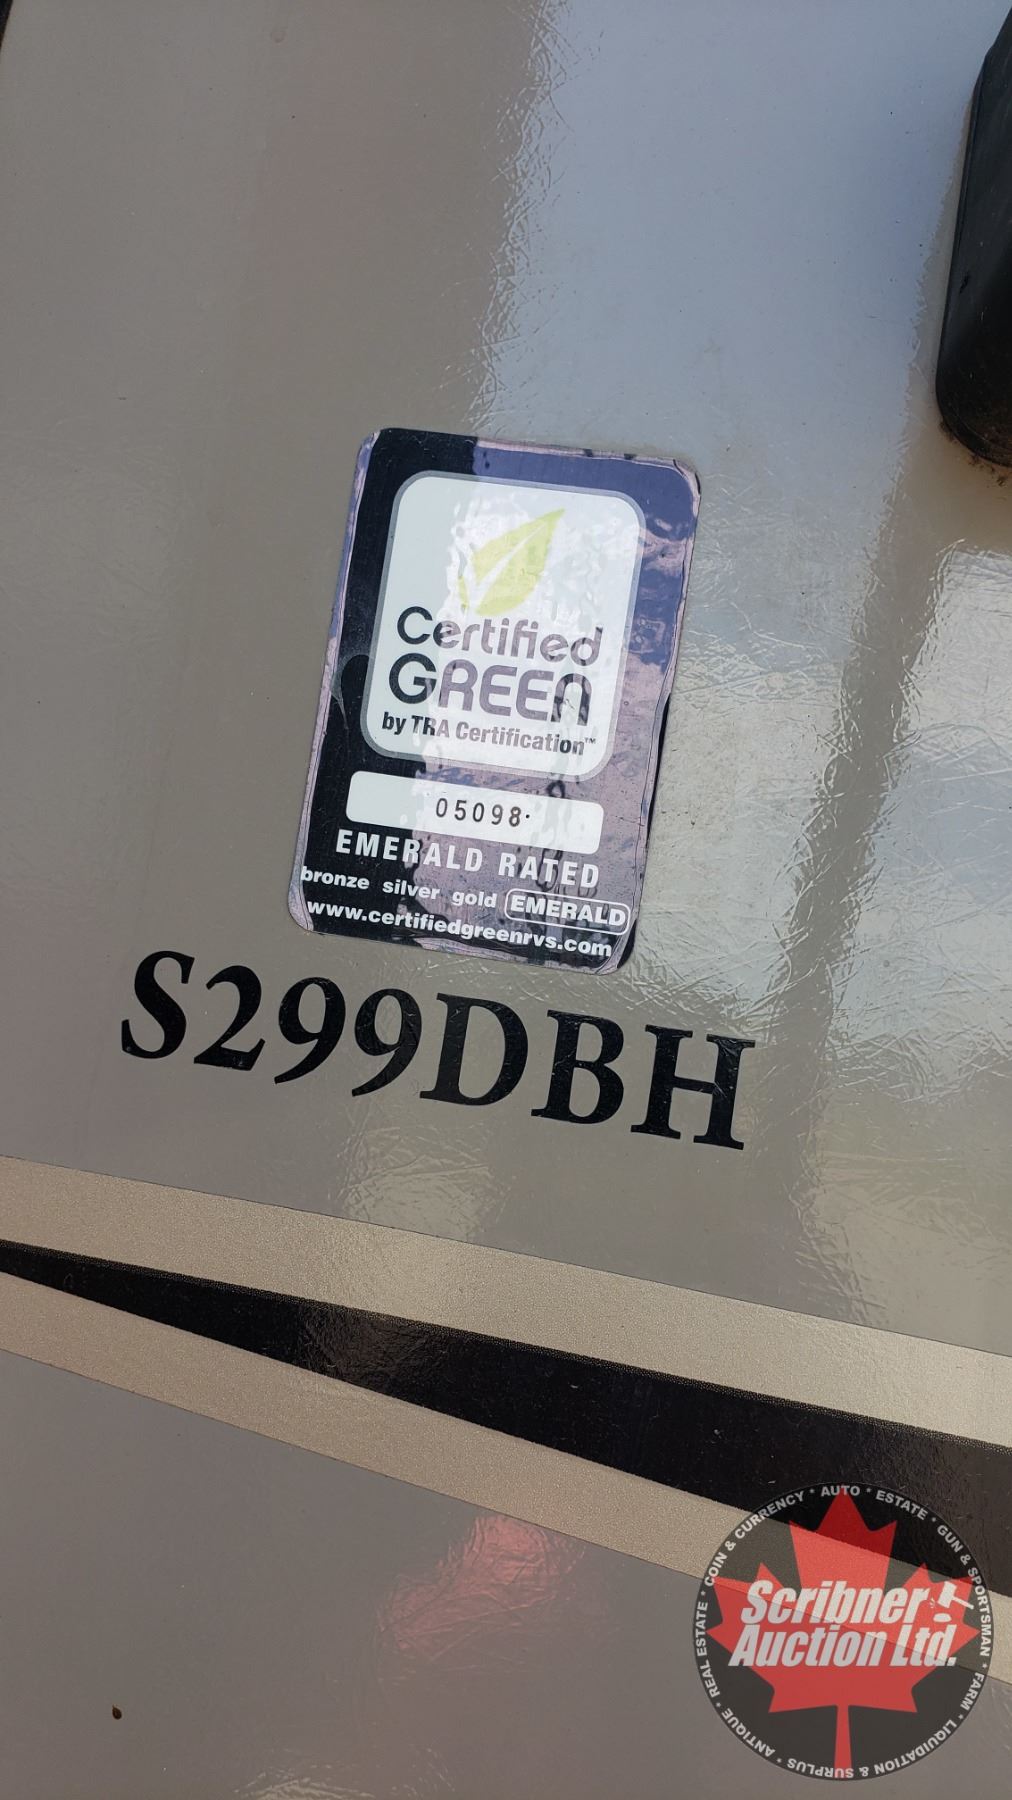 Certified
GREEN
by TRA Certification™
05098
EMERALD RATED
bronze silver gold EMERALD
www.certifiedgreenrvs.com
S299DBH
COIN & CURRENCY * AUTO * ESTATE * GUN & SPORTSMAN * FARM * LIQUIDATION & SURPLUS * ANTIQUE * REAL ESTATE *
Scribner
Auction Ltd.